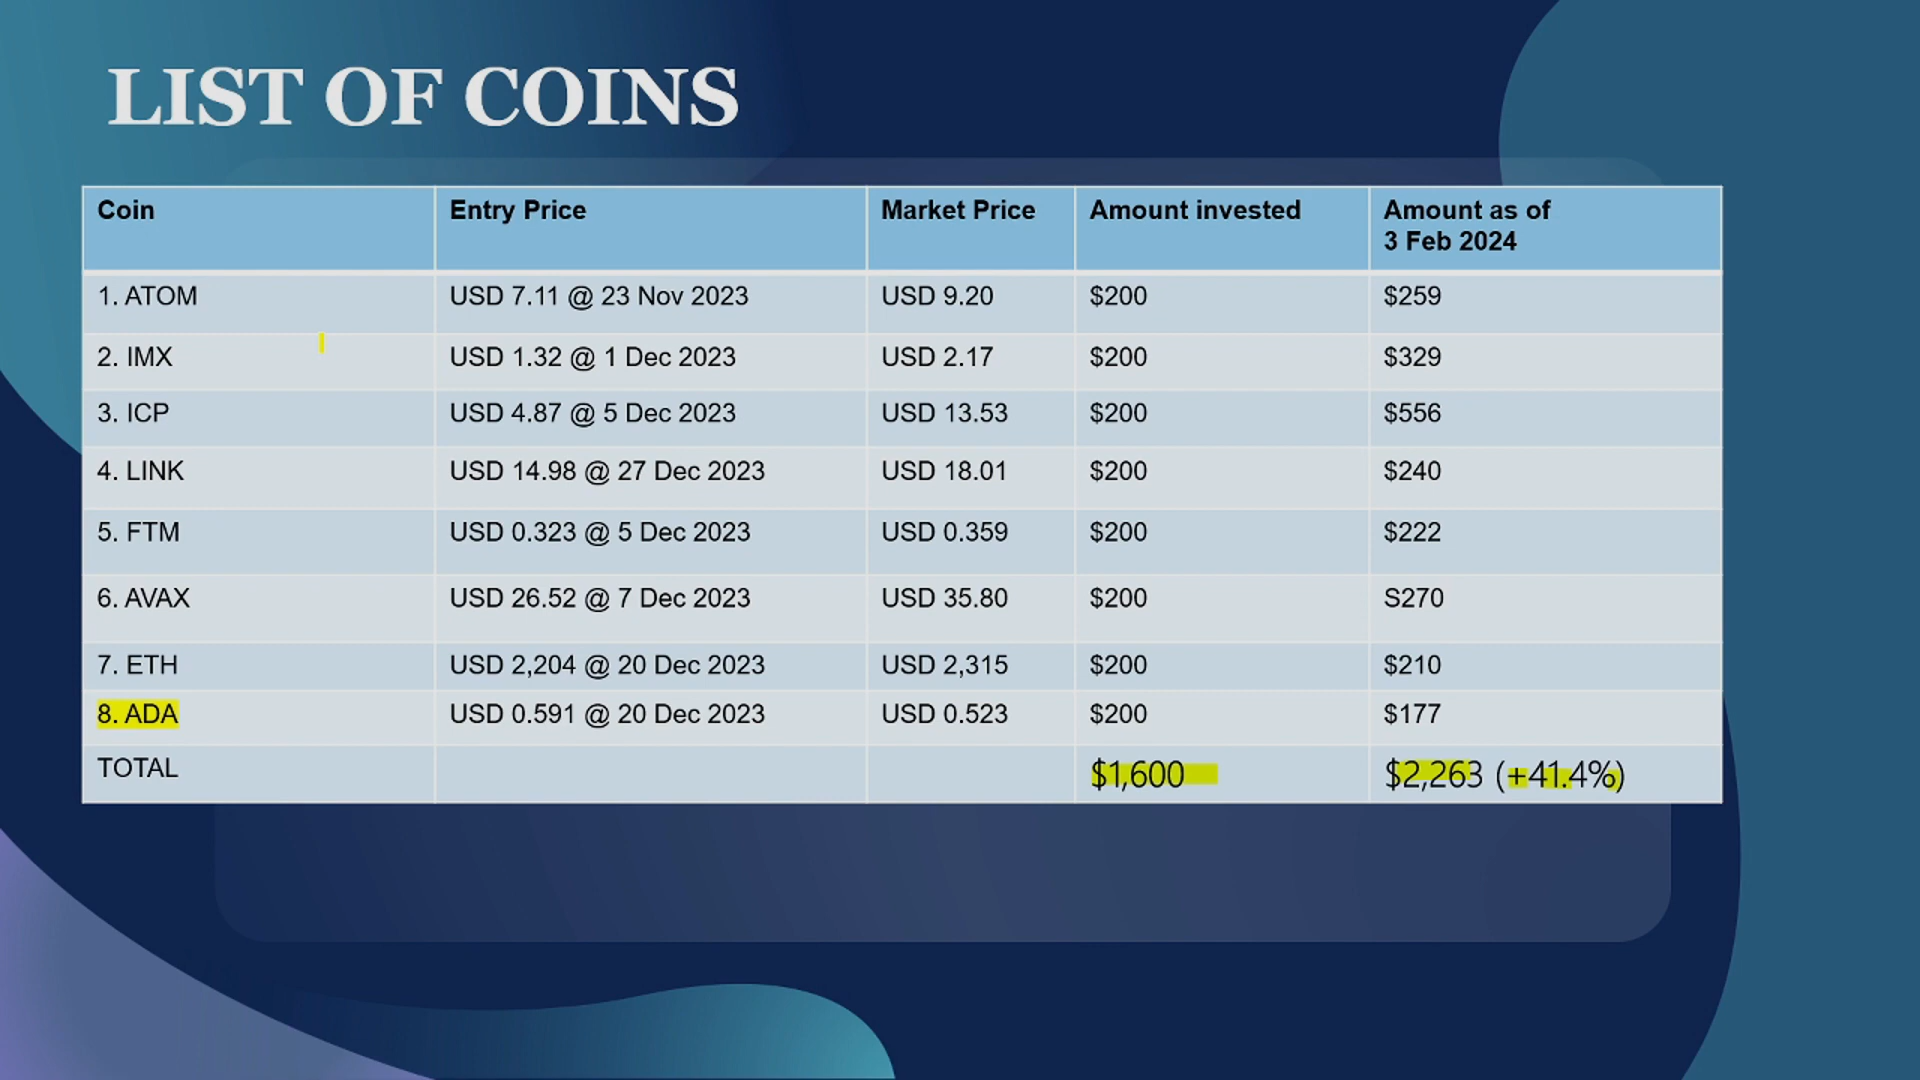 LIST OF COINS
Coin Entry Price Market Price Amount invested Amount as of
3 Feb 2024
1. ATOM USD 7.11 @ 23 Nov 2023 USD 9.20 $200 $259
2. IMX USD 1.32 @ 1 Dec 2023 USD 2.17 $200 $329
3. ICP USD 4.87 @ 5 Dec 2023 USD 13.53 $200 $556
4. LINK USD 14.98 @ 27 Dec 2023 USD 18.01 $200 $240
5. FTM USD 0.323 @ 5 Dec 2023 USD 0.359 $200 $222
6. AVAX USD 26.52 @ 7 Dec 2023 USD 35.80 $200 S270
7. ETH USD 2,204 @ 20 Dec 2023 USD 2,315 $200 $210
8. ADA USD 0.591 @ 20 Dec 2023 USD 0.523 $200 $177
TOTAL $1,600 $2,263 (+41.4%)